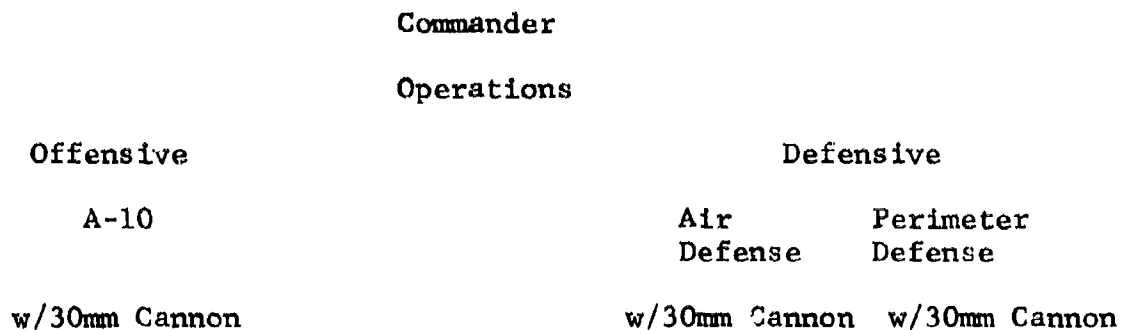 Commander
Operations
Offensive Defensive
A-10 Air Perimeter
Defense Defense
w/30mm Cannon w/30mm Cannon w/30mm Cannon